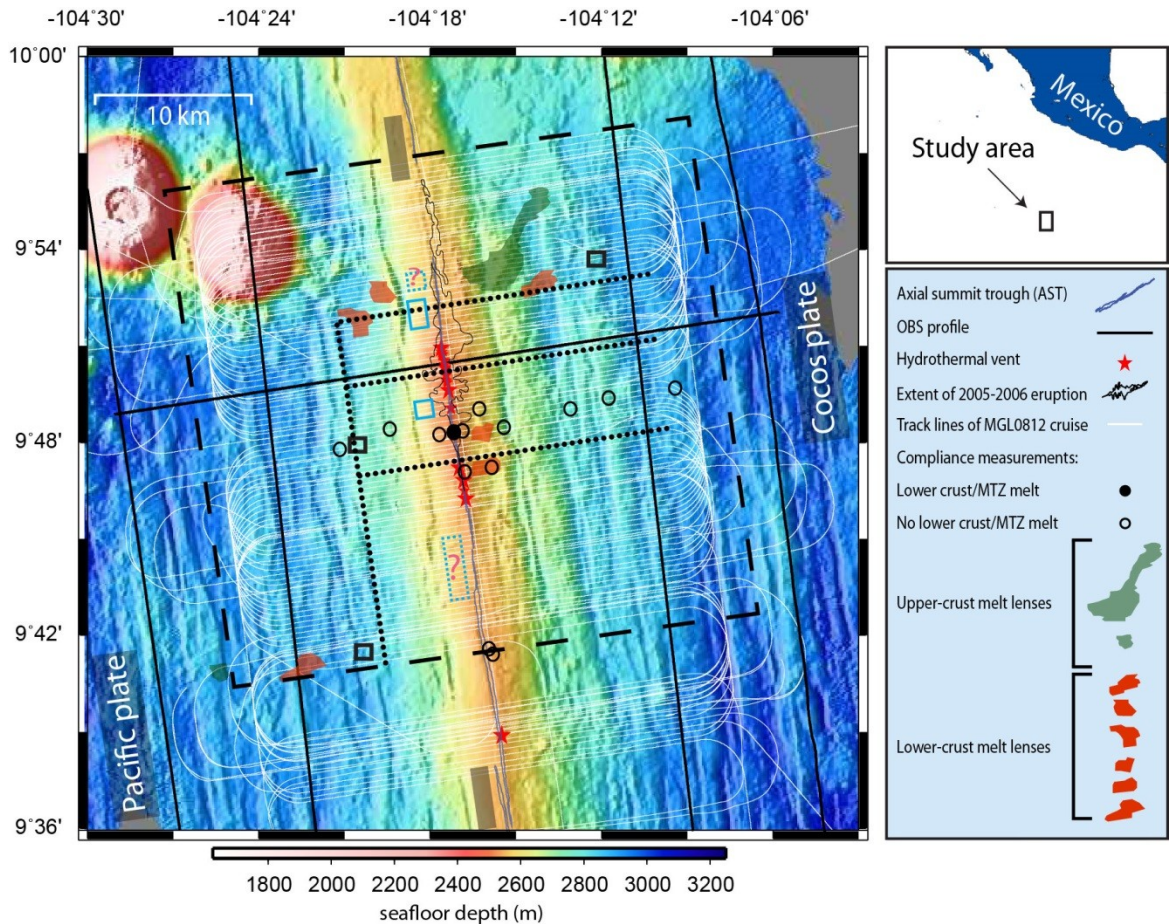 -104°30'
-104°24'
-104°18'
-104°12'
-104°06'
10°00'
9°54'
9°48'
9°42'
9°36'
10 km
?
?
Cocos plate
Pacific plate
1800 2000 2200 2400 2600 2800 3000 3200
seafloor depth (m)
Mexico
Study area
Axial summit trough (AST)
OBS profile
Hydrothermal vent
Extent of 2005-2006 eruption
Track lines of MGL0812 cruise
Compliance measurements:
Lower crust/MTZ melt
No lower crust/MTZ melt
Upper-crust melt lenses
Lower-crust melt lenses